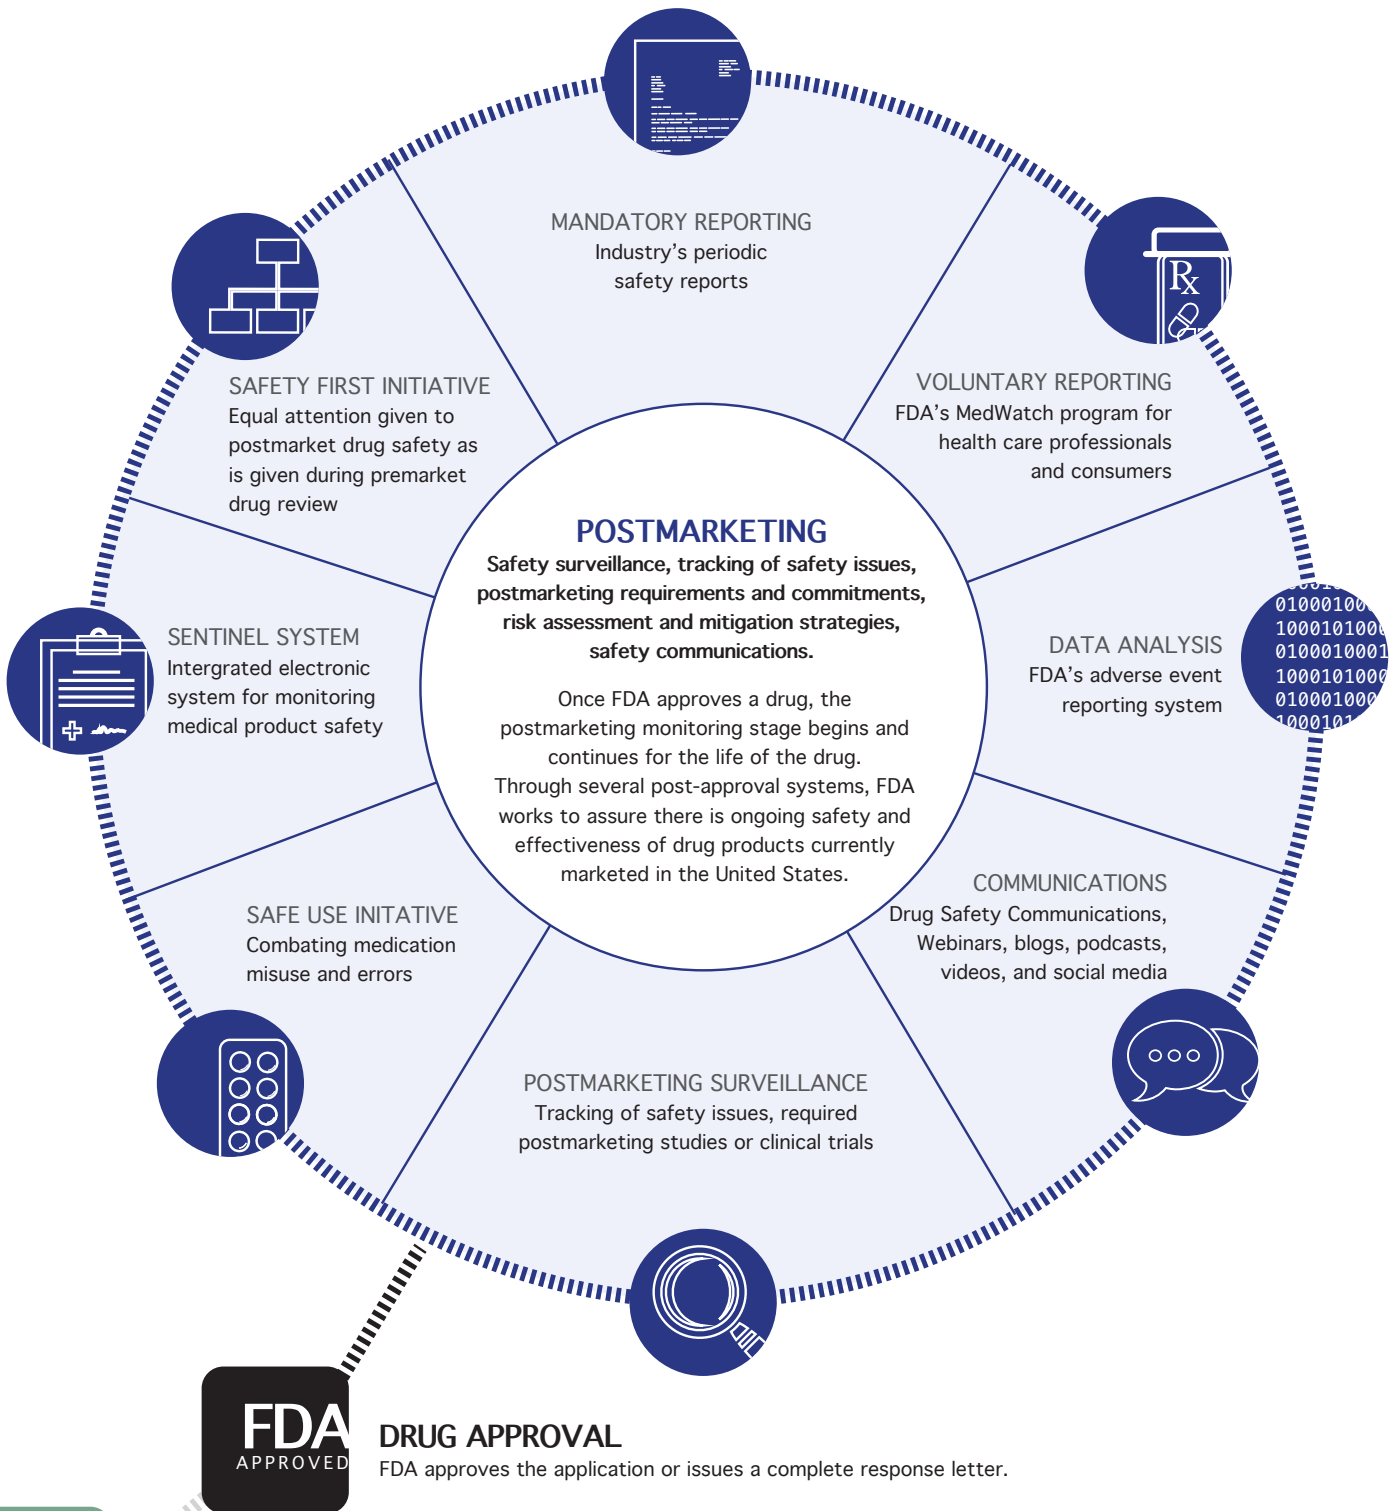 MANDATORY REPORTING
Industry's periodic
safety reports
Rx
VOLUNTARY REPORTING
FDA's MedWatch program for
health care professionals
and consumers
SAFETY FIRST INITIATIVE
Equal attention given to
postmarket drug safety as
is given during premarket
drug review
POSTMARKETING
Safety surveillance, tracking of safety issues,
postmarketing requirements and commitments,
risk assessment and mitigation strategies,
safety communications.
Once FDA approves a drug, the
postmarketing monitoring stage begins and
continues for the life of the drug.
Through several post-approval systems, FDA
works to assure there is ongoing safety and
effectiveness of drug products currently
marketed in the United States.
SENTINEL SYSTEM
Intergrated electronic
system for monitoring
medical product safety
DATA ANALYSIS
FDA's adverse event
reporting system
0100010001
1000101000
010001000
SAFE USE INITATIVE
Combating medication
misuse and errors
COMMUNICATIONS
Drug Safety Communications,
Webinars, blogs, podcasts,
videos, and social media
POSTMARKETING SURVEILLANCE
Tracking of safety issues, required
postmarketing studies or clinical trials
FDA
APPROVED
DRUG APPROVAL
FDA approves the application or issues a complete response letter.